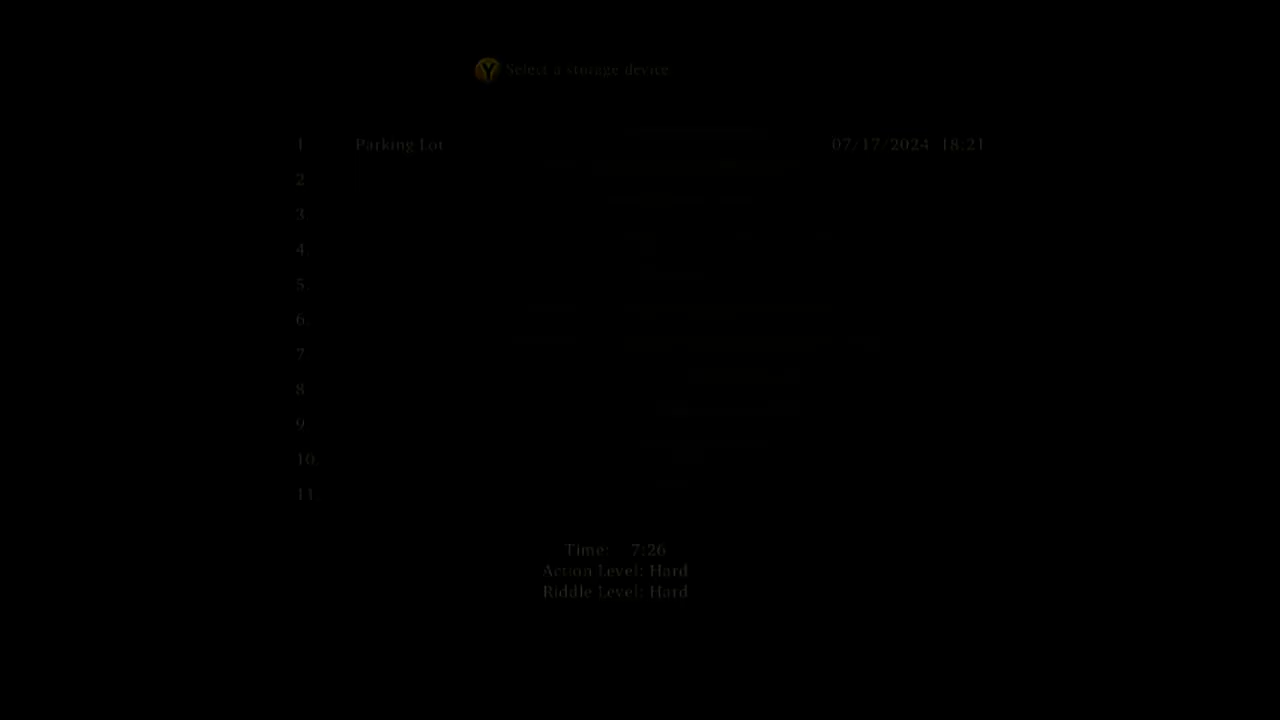 Y Select a storage device
1 Parking Lot 07/17/2024 18:21
2
3
4.
5.
6.
7
8
9
10.
11
Time: 7:26
Action Level: Hard
Riddle Level: Hard